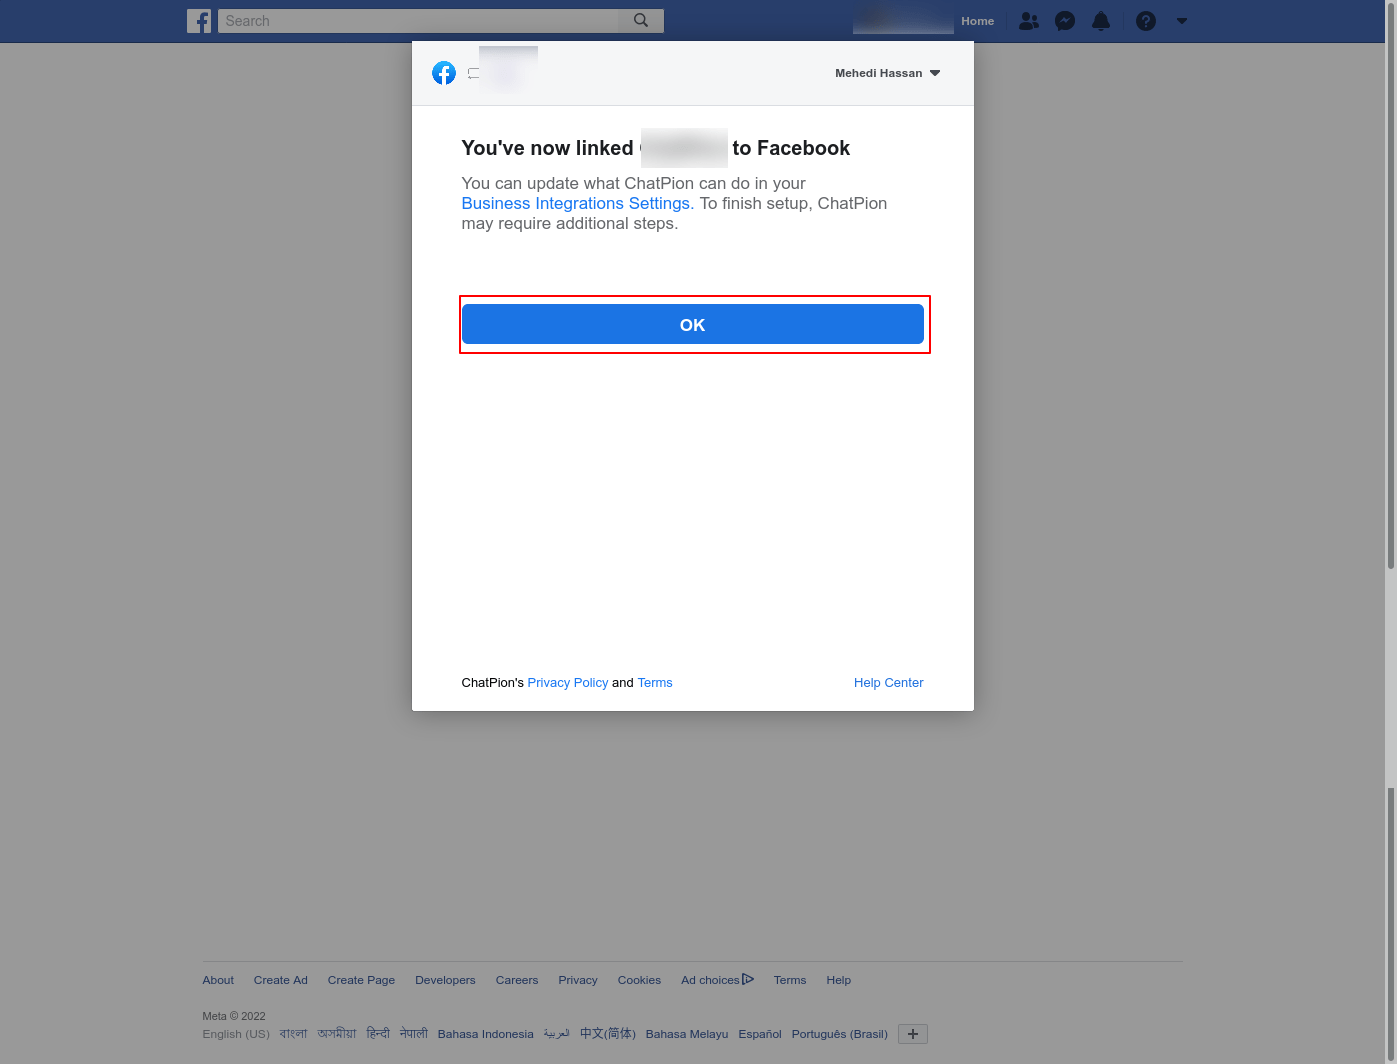 Search
Home
Mehedi Hassan
You've now linked to Facebook
You can update what ChatPion can do in your
Business Integrations Settings. To finish setup, ChatPion
may require additional steps.
OK
ChatPion's Privacy Policy and Terms Help Center
About Create Ad Create Page Developers Careers Privacy Cookies Ad choices Terms Help
Meta © 2022
English (US) বাংলা অসমীয়া हिन्दी नेपाली Bahasa Indonesia العربية 中文(简体) Bahasa Melayu Español Português (Brasil)